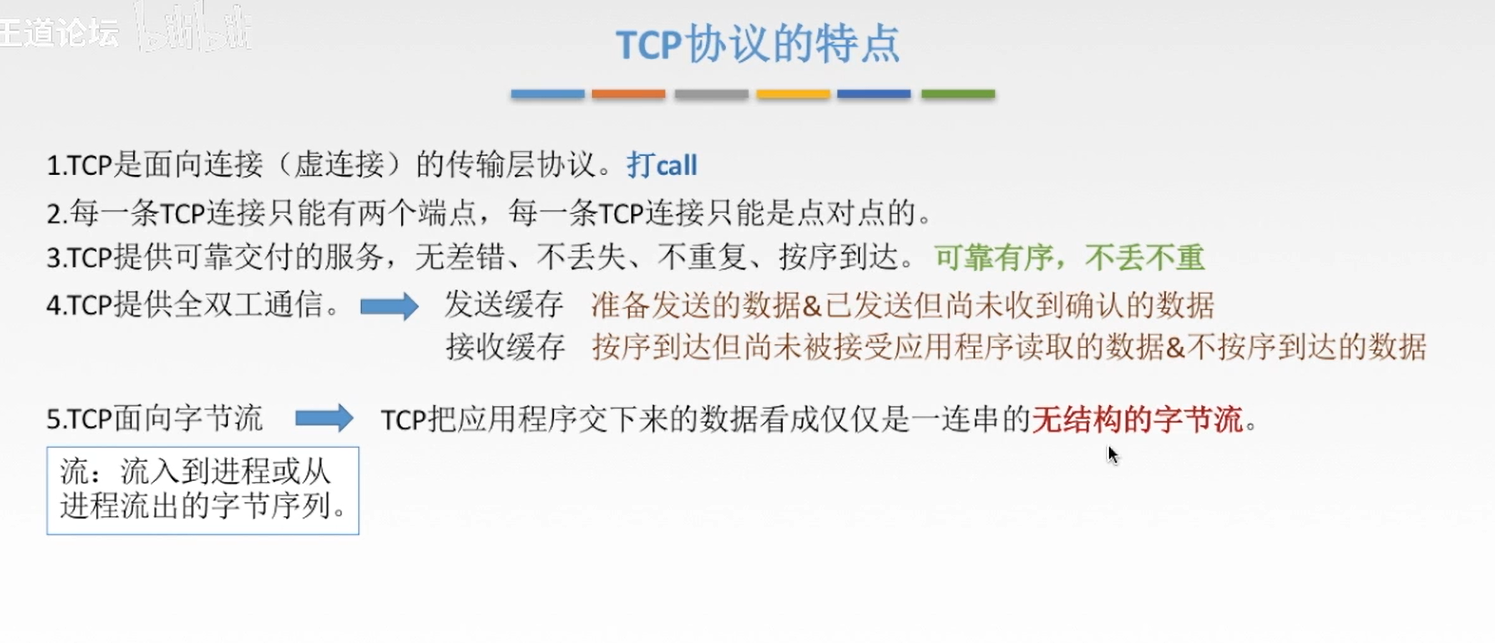 王道论坛 bilibili
TCP协议的特点
1.TCP是面向连接（虚连接）的传输层协议。打call
2.每一条TCP连接只能有两个端点，每一条TCP连接只能是点对点的。
3.TCP提供可靠交付的服务，无差错、不丢失、不重复、按序到达。 可靠有序，不丢不重
4.TCP提供全双工通信。 发送缓存 准备发送的数据&已发送但尚未收到确认的数据
接收缓存 按序到达但尚未被接受应用程序读取的数据&不按序到达的数据
5.TCP面向字节流 TCP把应用程序交下来的数据看成仅仅是一连串的无结构的字节流。
流：流入到进程或从
进程流出的字节序列。